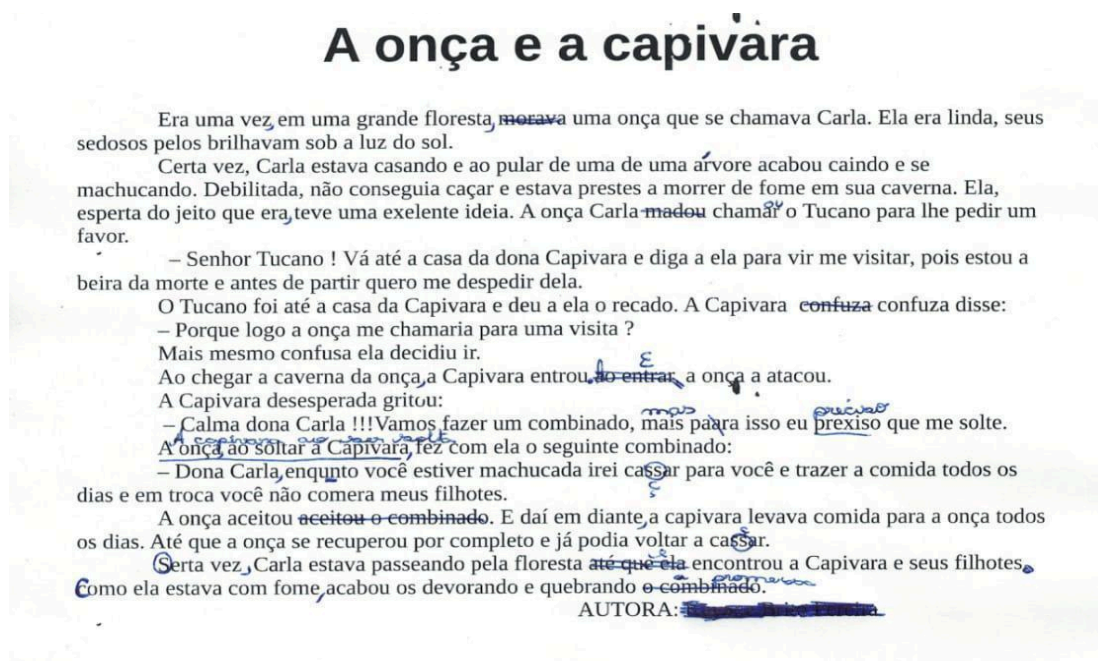 A onça e a capivara
Era uma vez, em uma grande floresta, morava uma onça que se chamava Carla. Ela era linda, seus
sedosos pelos brilhavam sob a luz do sol.
Certa vez, Carla estava casando e ao pular de uma de uma arvore acabou caindo e se
machucando. Debilitada, não conseguia caçar e estava prestes a morrer de fome em sua caverna. Ela,
esperta do jeito que era, teve uma exelente ideia. A onça Carla madou chamar o Tucano para lhe pedir um
favor.
– Senhor Tucano ! Vá até a casa da dona Capivara e diga a ela para vir me visitar, pois estou a
beira da morte e antes de partir quero me despedir dela.
O Tucano foi até a casa da Capivara e deu a ela o recado. A Capivara confuza confuza disse:
– Porque logo a onça me chamaria para uma visita ?
Mais mesmo confusa ela decidiu ir.
E
Ao chegar a caverna da onça, a Capivara entrou. ao entrar, a onça a atacou.
A Capivara desesperada gritou:
mas preciso
– Calma dona Carla !!!Vamos fazer um combinado, mais paara isso eu prexiso que me solte.
A capivara ao ser solta
A onça, ao soltar a Capivara, fez com ela o seguinte combinado:
– Dona Carla, enqunto você estiver machucada irei cassar para você e trazer a comida todos os
ç
dias e em troca você não comera meus filhotes.
A onça aceitou aceitou o combinado. E daí em diante, a capivara levava comida para a onça todos
os dias. Até que a onça se recuperou por completo e já podia voltar a cassar.
Serta vez, Carla estava passeando pela floresta até que ela encontrou a Capivara e seus filhotes.
promessa
Como ela estava com fome, acabou os devorando e quebrando o combinado.
AUTORA: